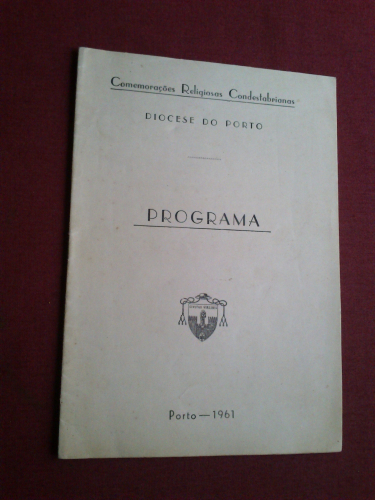 Comemorações Religiosas Condestabrianas
DIOCESE DO PORTO
PROGRAMA
Porto — 1961